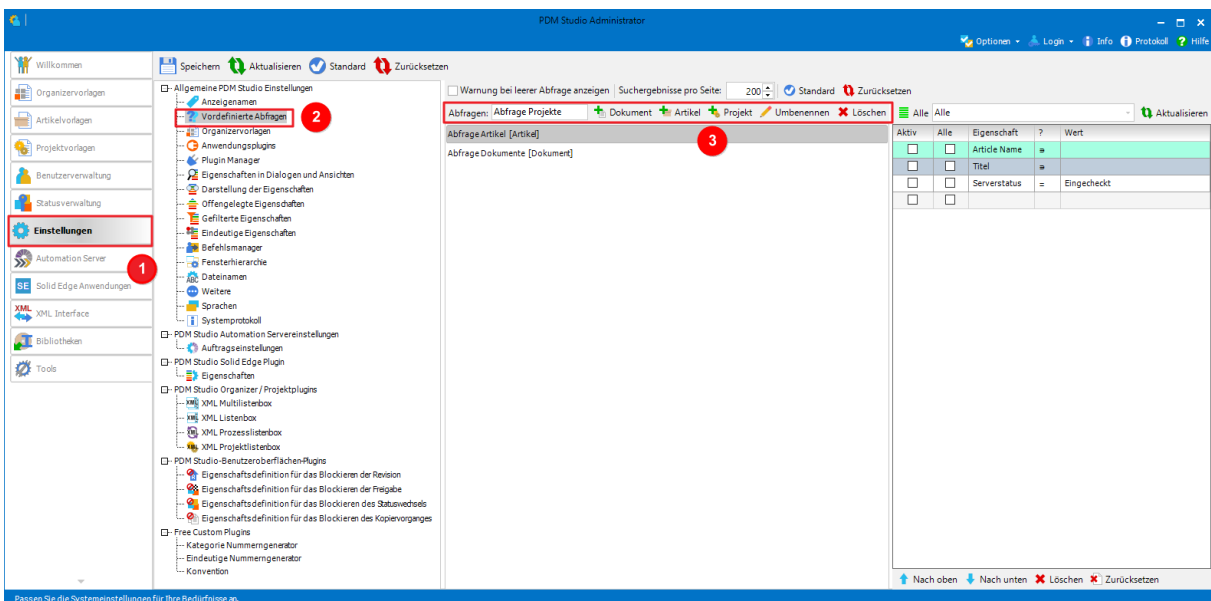 PDM Studio Administrator
Optionen Login Info Protokoll Hilfe
Willkommen
Organizervorlagen
Artikelvorlagen
Projektvorlagen
Benutzerverwaltung
Statusverwaltung
Einstellungen
1
Automation Server
SE Solid Edge Anwendungen
XML XML Interface
Bibliotheken
Tools
Speichern Aktualisieren Standard Zurücksetzen
Allgemeine PDM Studio Einstellungen
Anzeigenamen
Vordefinierte Abfragen
2
Organizervorlagen
Anwendungsplugins
Plugin Manager
Eigenschaften in Dialogen und Ansichten
Darstellung der Eigenschaften
Offengelegte Eigenschaften
Gefilterte Eigenschaften
Eindeutige Eigenschaften
Befehlsmanager
Fensterhierarchie
ABC Dateinamen
Weitere
Sprachen
Systemprotokoll
PDM Studio Automation Servereinstellungen
Auftragseinstellungen
PDM Studio Solid Edge Plugin
Eigenschaften
PDM Studio Organizer / Projektplugins
XML Multilistenbox
XML Listenbox
XML Prozesslistenbox
XML Projektlistenbox
PDM Studio-Benutzeroberflächen-Plugins
Eigenschaftsdefinition für das Blockieren der Revision
Eigenschaftsdefinition für das Blockieren der Freigabe
Eigenschaftsdefinition für das Blockieren des Statuswechsels
Eigenschaftsdefinition für das Blockieren des Kopiervorganges
Free Custom Plugins
Kategorie Nummerngenerator
Eindeutige Nummerngenerator
Konvention
Warnung bei leerer Abfrage anzeigen Suchergebnisse pro Seite: 200 Standard Zurücksetzen
Abfragen: Abfrage Projekte Dokument Artikel Projekt Umbenennen Löschen
3
Abfrage Artikel [Artikel]
Abfrage Dokumente [Dokument]
Alle Alle Aktualisieren
Aktiv Alle Eigenschaft ? Wert
Article Name
Titel
Serverstatus = Eingecheckt
Nach oben Nach unten Löschen Zurücksetzen
Passen Sie die Systemeinstellungen für Ihre Bedürfnisse an.